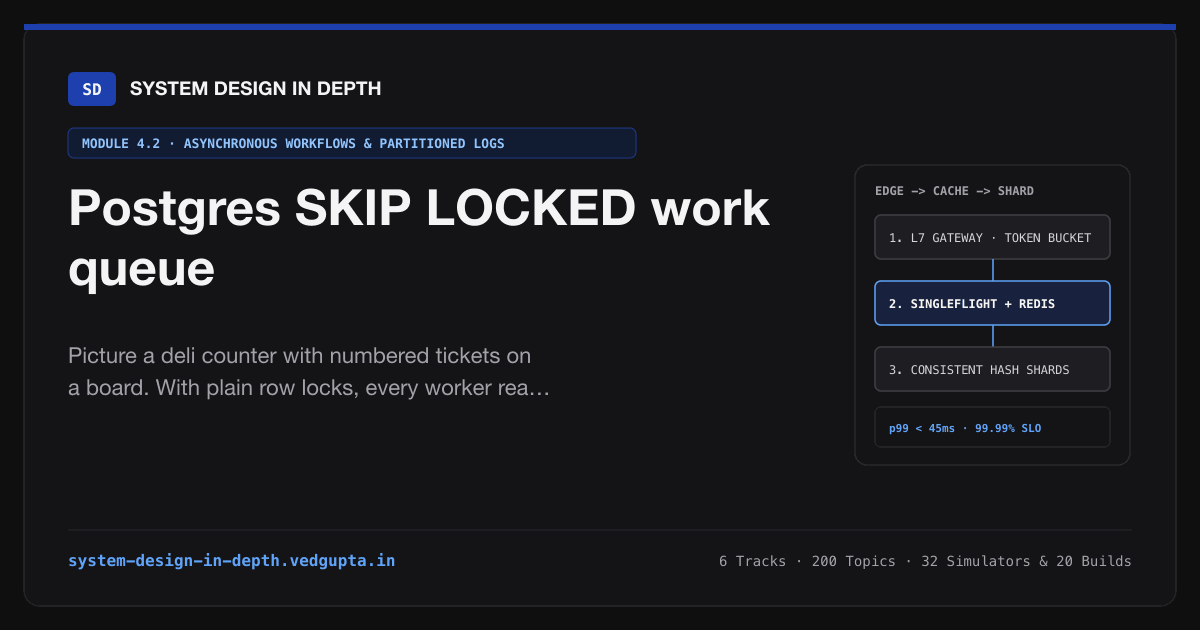 SD
SYSTEM DESIGN IN DEPTH
MODULE 4.2 · ASYNCHRONOUS WORKFLOWS & PARTITIONED LOGS
Postgres SKIP LOCKED work
queue
Picture a deli counter with numbered tickets on
a board. With plain row locks, every worker rea…
EDGE —> CACHE —> SHARD
1. L7 GATEWAY · TOKEN BUCKET
2. SINGLEFLIGHT + REDIS
3. CONSISTENT HASH SHARDS
p99 < 45ms · 99.99% SLO
system-design-in-depth.vedgupta.in
6 Tracks · 200 Topics · 32 Simulators & 20 Builds